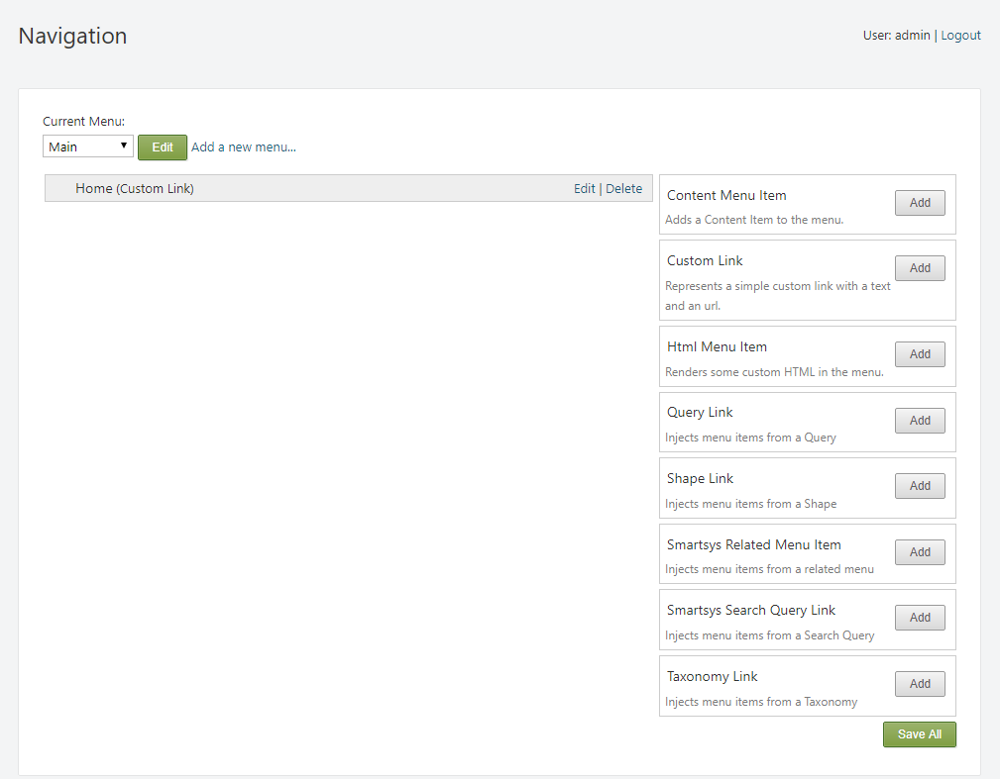 Navigation
User: admin | Logout
Current Menu:
Main
Edit
Add a new menu...
Home (Custom Link)
Edit | Delete
Content Menu Item
Add
Adds a Content Item to the menu.
Custom Link
Add
Represents a simple custom link with a text
and an url.
Html Menu Item
Add
Renders some custom HTML in the menu.
Query Link
Add
Injects menu items from a Query
Shape Link
Add
Injects menu items from a Shape
Smartsys Related Menu Item
Add
Injects menu items from a related menu
Smartsys Search Query Link
Add
Injects menu items from a Search Query
Taxonomy Link
Add
Injects menu items from a Taxonomy
Save All